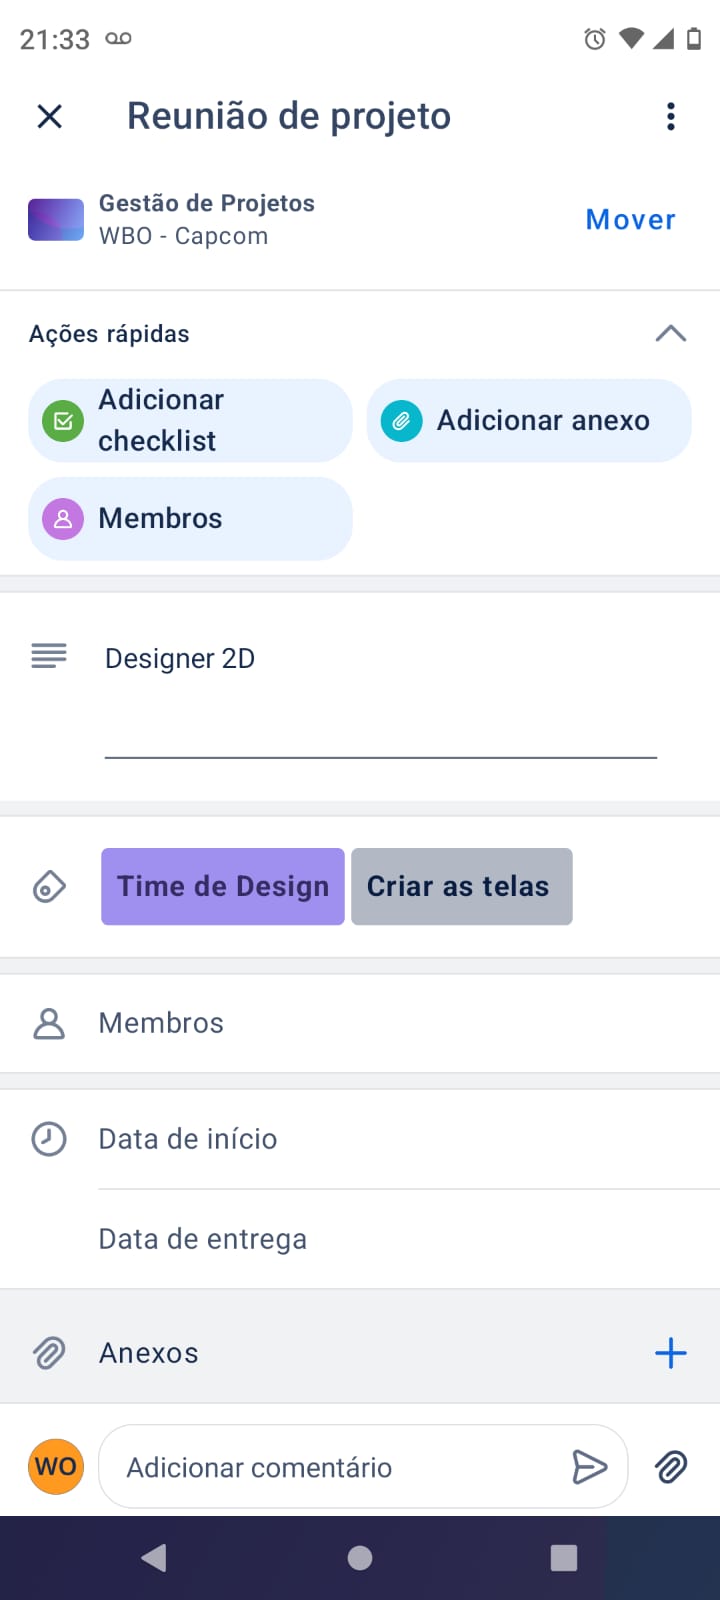 21:33
Reunião de projeto
Gestão de Projetos
WBO - Capcom
Mover
Ações rápidas
Adicionar
checklist
Adicionar anexo
Membros
Designer 2D
Time de Design
Criar as telas
Membros
Data de início
Data de entrega
Anexos
WO
Adicionar comentário